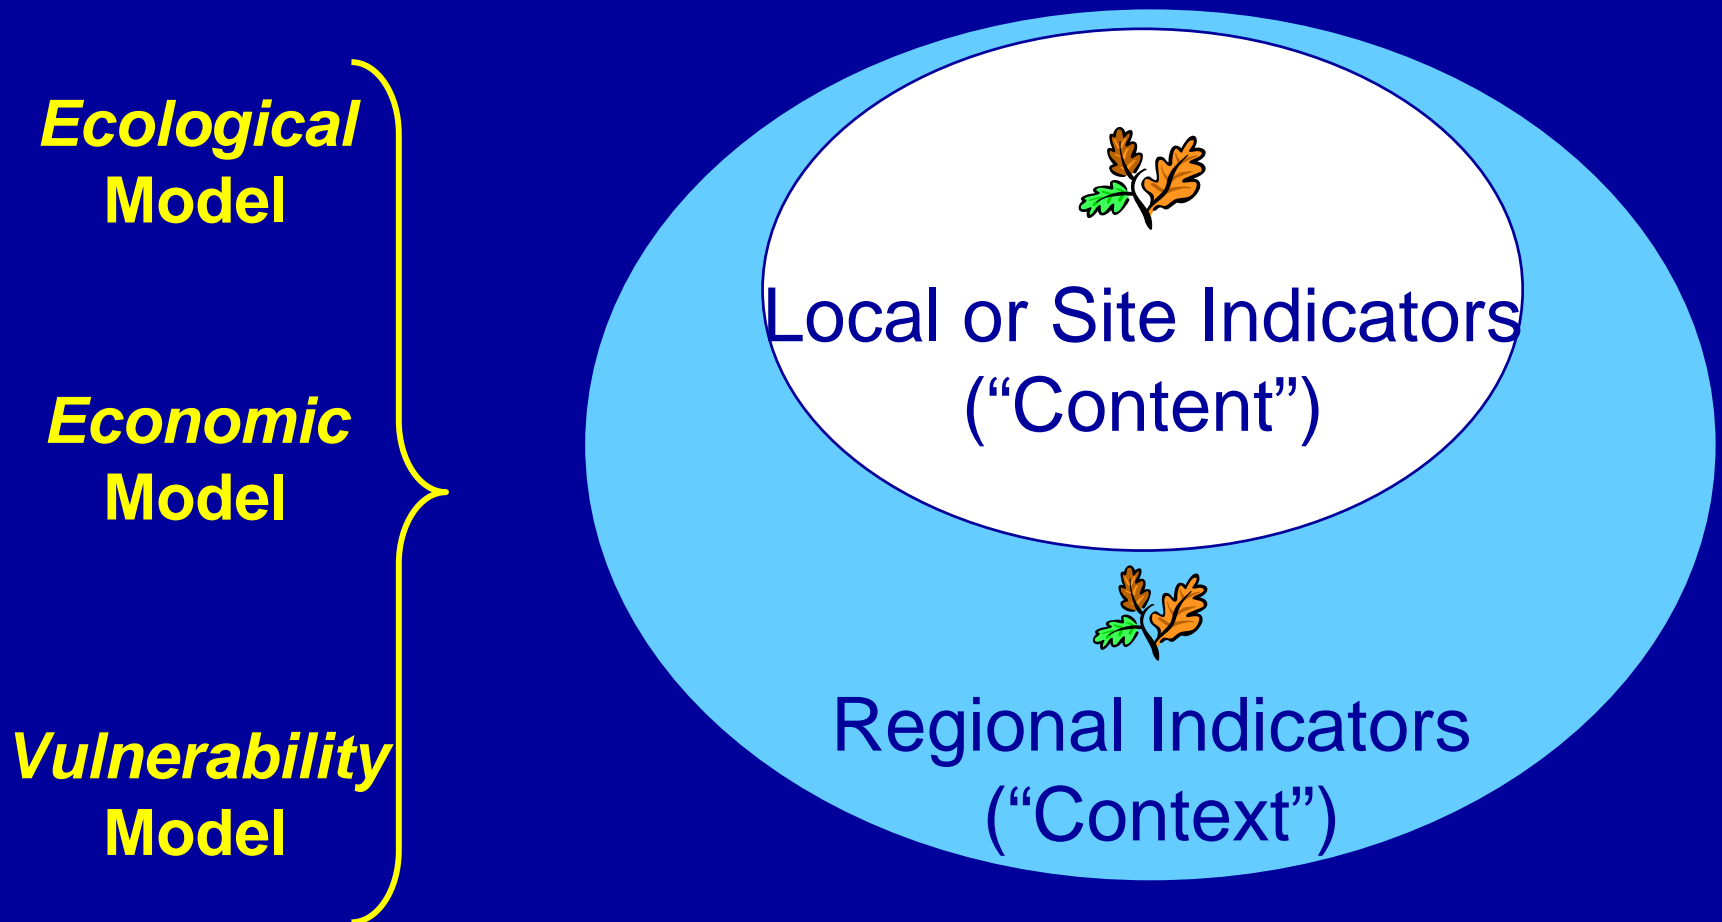 Ecological
Model
Economic
Model
Vulnerability
Model
Local or Site Indicators
(“Content”)
Regional Indicators
(“Context”)